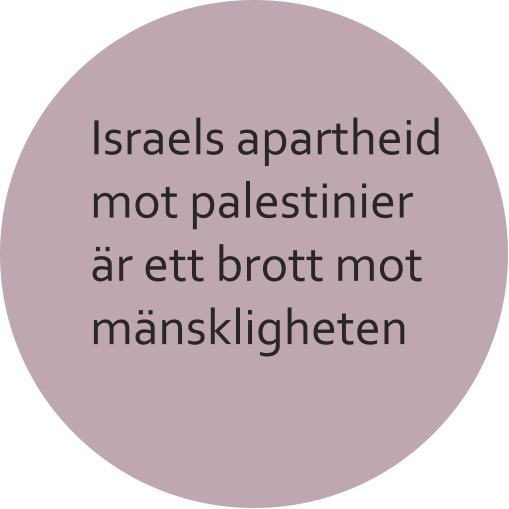 Israels apartheid
mot palestinier
är ett brott mot
mänskligheten